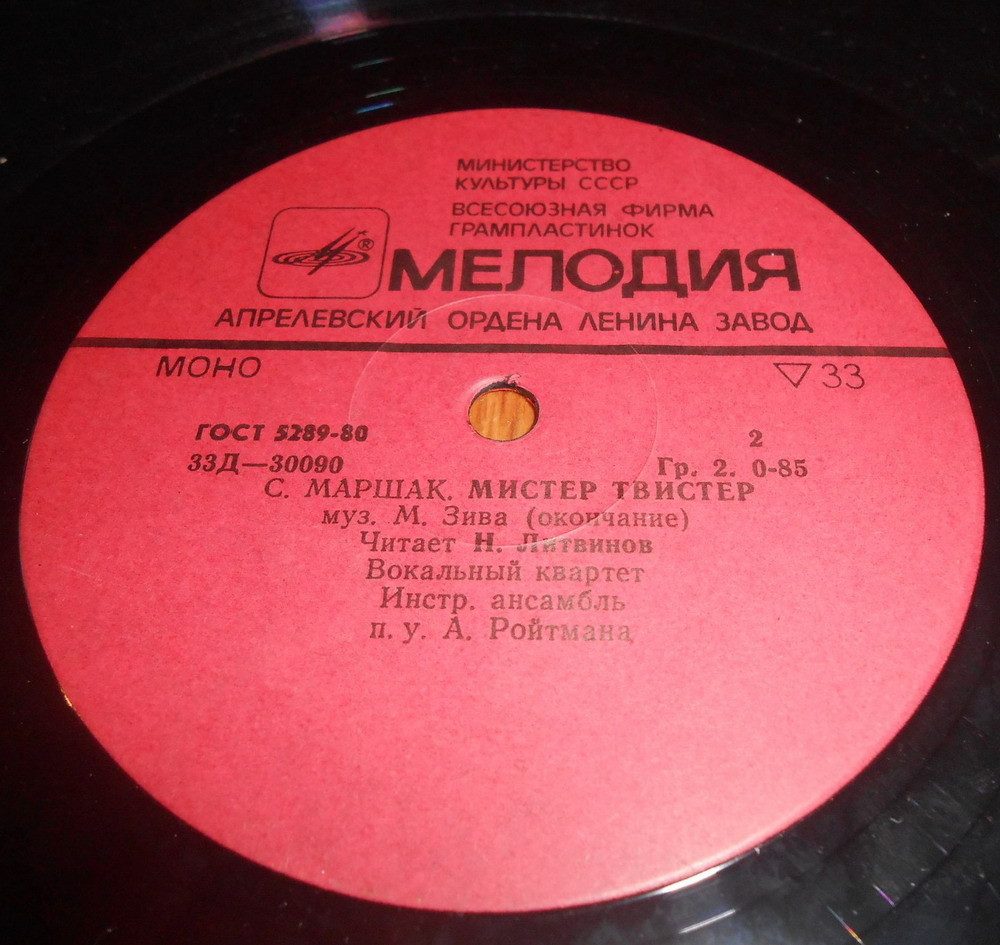 МИНИСТЕРСТВО
КУЛЬТУРЫ СССР
ВСЕСОЮЗНАЯ ФИРМА
ГРАМПЛАСТИНОК
®
МЕЛОДИЯ
АПРЕЛЕВСКИЙ ОРДЕНА ЛЕНИНА ЗАВОД
МОНО ▽ 33
ГОСТ 5289-80 2
33Д—30090 Гр. 2. 0-85
С. МАРШАК. МИСТЕР ТВИСТЕР
муз. М. Зива (окончание)
Читает Н. Литвинов
Вокальный квартет
Инстр. ансамбль
п. у. А. Ройтмана